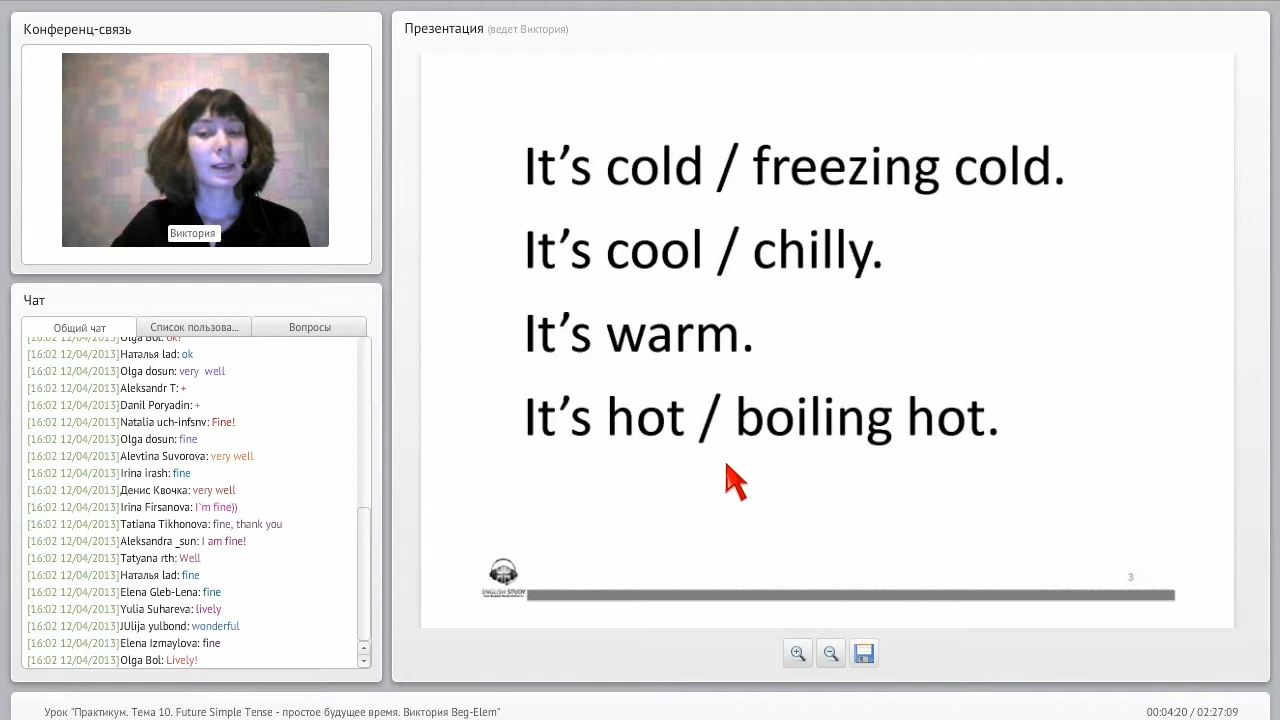 Конференц-связь
Виктория
Чат
Общий чат
Список пользова...
Вопросы
[16:02 12/04/2013]Olga Bol: ok!
[16:02 12/04/2013]Наталья lad: ok
[16:02 12/04/2013]Olga dosun: very well
[16:02 12/04/2013]Aleksandr T: +
[16:02 12/04/2013]Danil Poryadin: +
[16:02 12/04/2013]Natalia uch-infsnv: Fine!
[16:02 12/04/2013]Olga dosun: fine
[16:02 12/04/2013]Alevtina Suvorova: very well
[16:02 12/04/2013]Irina irash: fine
[16:02 12/04/2013]Денис Квочка: very well
[16:02 12/04/2013]Irina Firsanova: I`m fine))
[16:02 12/04/2013]Tatiana Tikhonova: fine, thank you
[16:02 12/04/2013]Aleksandra _sun: I am fine!
[16:02 12/04/2013]Tatyana rth: Well
[16:02 12/04/2013]Наталья lad: fine
[16:02 12/04/2013]Elena Gleb-Lena: fine
[16:02 12/04/2013]Yulia Suhareva: lively
[16:02 12/04/2013]JUlija yulbond: wonderful
[16:02 12/04/2013]Elena Izmaylova: fine
[16:02 12/04/2013]Olga Bol: Lively!
Презентация (ведет Виктория)
It’s cold / freezing cold.
It’s cool / chilly.
It’s warm.
It’s hot / boiling hot.
ENGLISH STUDY
3
Урок "Практикум. Тема 10. Future Simple Tense - простое будущее время. Виктория Beg-Elem"
00:04:20 / 02:27:09